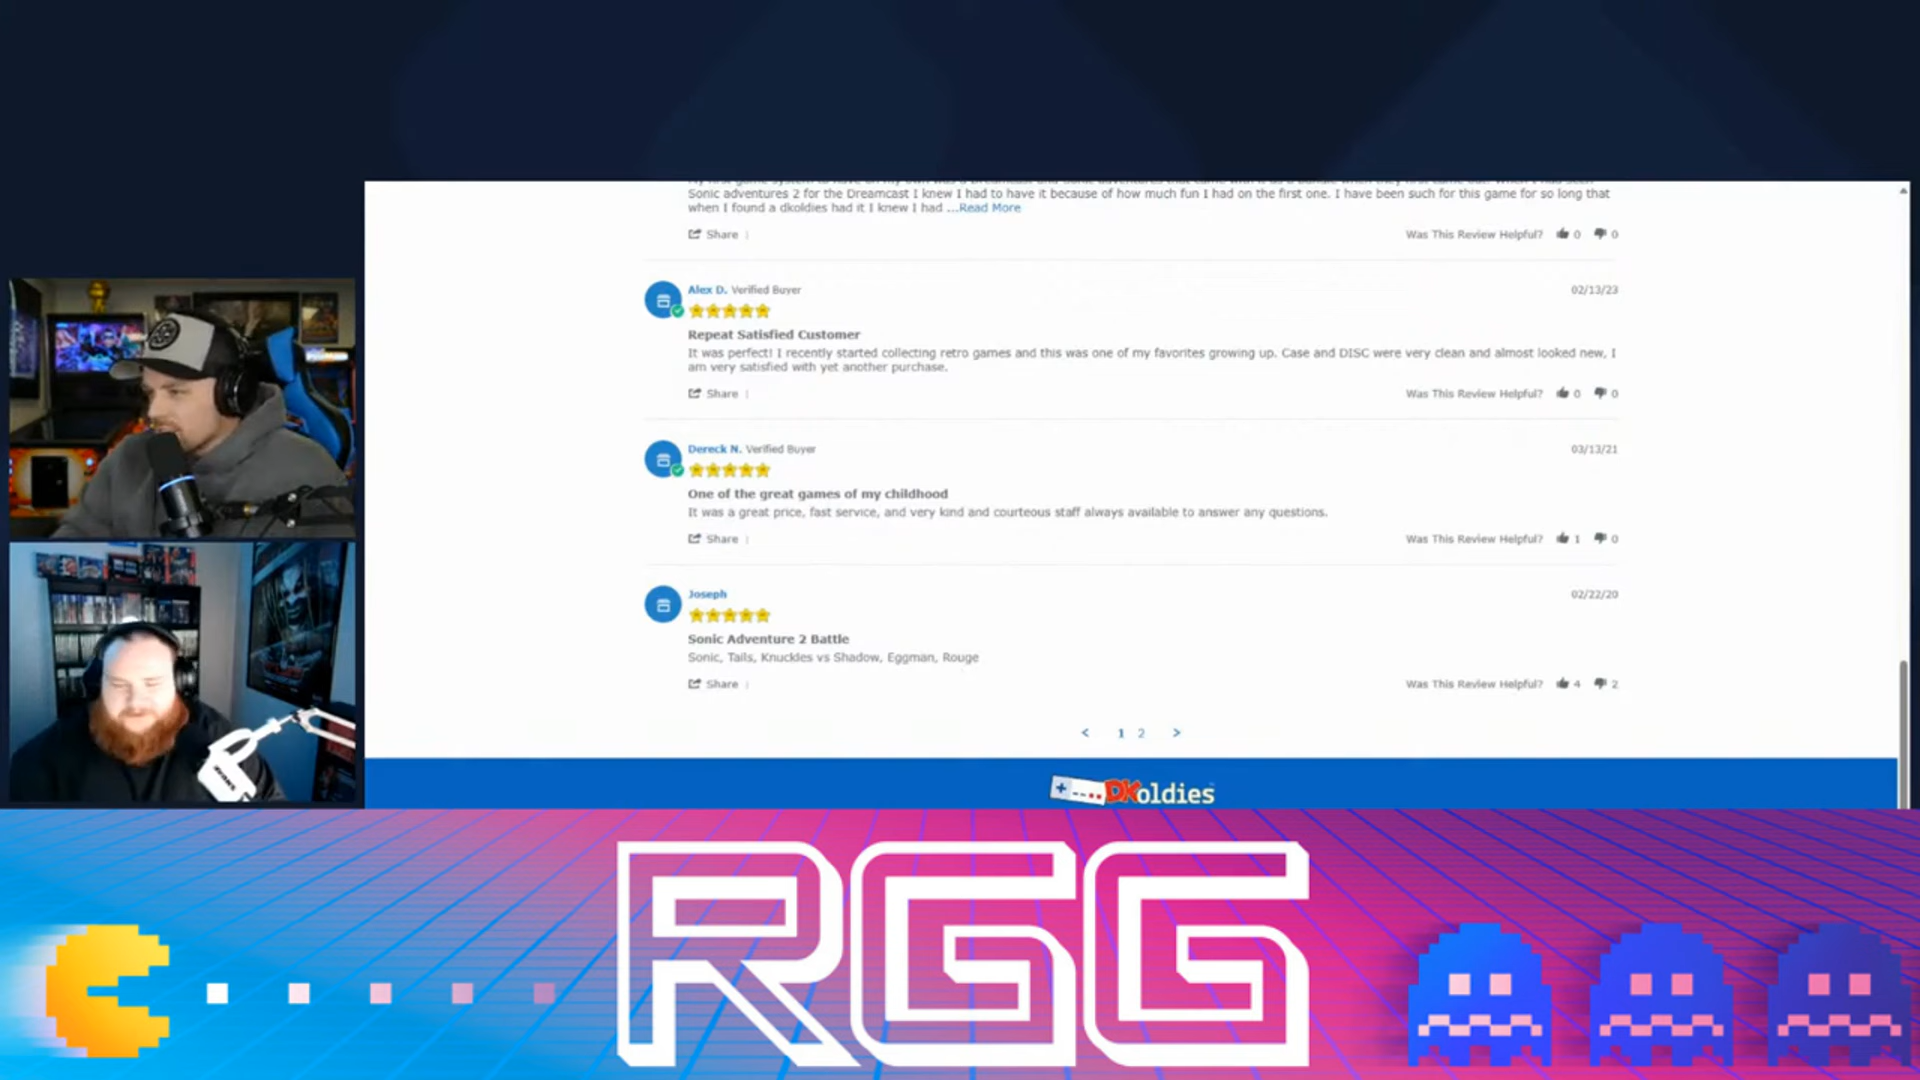 Sonic adventures 2 for the Dreamcast I knew I had to have it because of how much fun I had on the first one. I have been such for this game for so long that
when I found a dkoldies had it I knew I had ...Read More
Share Was This Review Helpful? 0 0
Alex D. Verified Buyer 02/13/23
Repeat Satisfied Customer
It was perfect! I recently started collecting retro games and this was one of my favorites growing up. Case and DISC were very clean and almost looked new, I
am very satisfied with yet another purchase.
Share Was This Review Helpful? 0 0
Dereck N. Verified Buyer 03/13/21
One of the great games of my childhood
It was a great price, fast service, and very kind and courteous staff always available to answer any questions.
Share Was This Review Helpful? 1 0
Joseph 02/22/20
Sonic Adventure 2 Battle
Sonic, Tails, Knuckles vs Shadow, Eggman, Rouge
Share Was This Review Helpful? 4 2
< 1 2 >
DKoldies
RGG